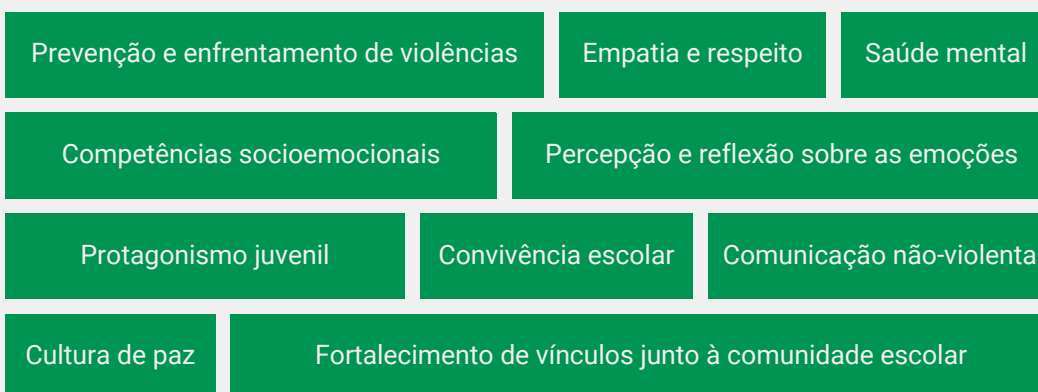 Prevenção e enfrentamento de violências
Empatia e respeito
Saúde mental
Competências socioemocionais
Percepção e reflexão sobre as emoções
Protagonismo juvenil
Convivência escolar
Comunicação não-violenta
Cultura de paz
Fortalecimento de vínculos junto à comunidade escolar